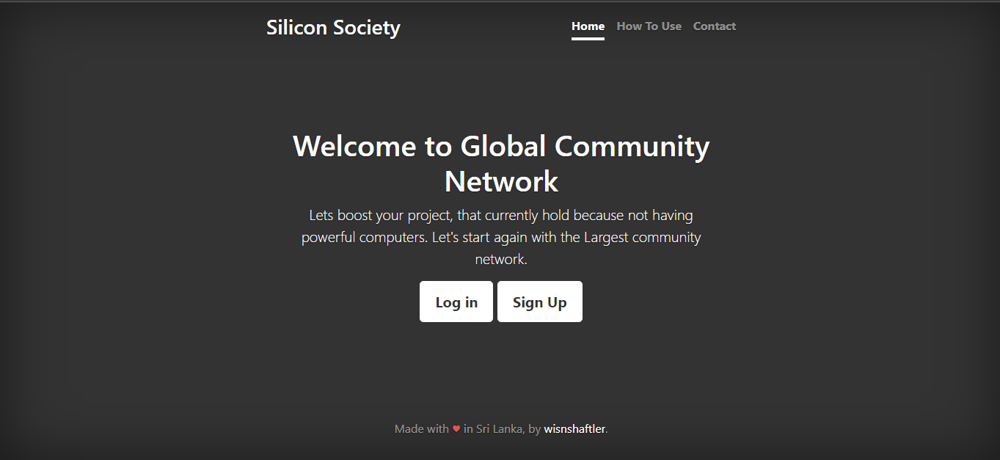 Silicon Society
Home How To Use Contact
Welcome to Global Community
Network
Lets boost your project, that currently hold because not having
powerful computers. Let's start again with the Largest community
network.
Log in Sign Up
Made with ♥ in Sri Lanka, by wisnshaftler.